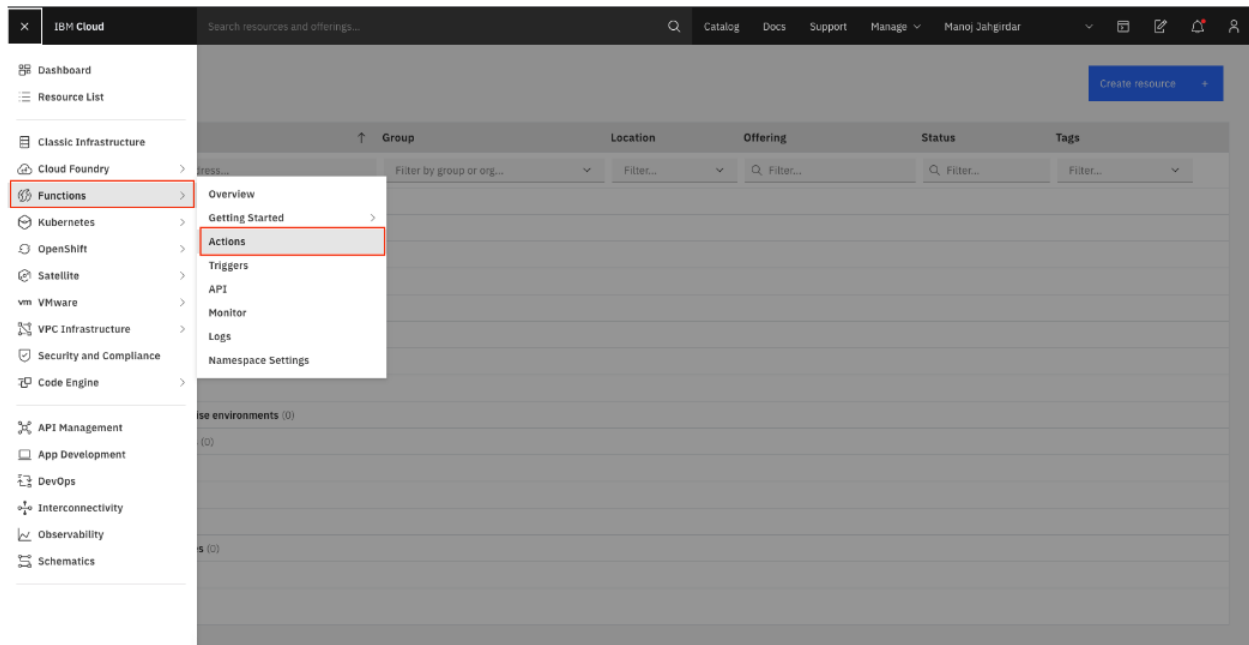 IBM Cloud Search resources and offerings... Catalog Docs Support Manage Manoj Jahgirdar
Dashboard
Resource List
Create resource +
Classic Infrastructure
Cloud Foundry
Functions
Kubernetes
OpenShift
Satellite
vm VMware
VPC Infrastructure
Security and Compliance
Code Engine
API Management
App Development
DevOps
Interconnectivity
Observability
Schematics
Overview
Getting Started
Actions
Triggers
API
Monitor
Logs
Namespace Settings
Group Location Offering Status Tags
Filter by group or org... Filter... Filter... Filter... Filter...
environments (0)
(0)
(0)